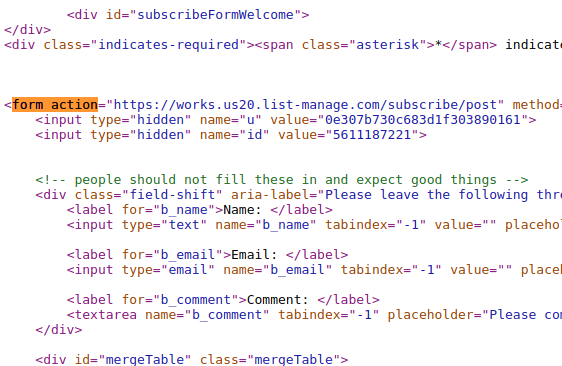 <div id="subscribeFormWelcome">
</div>
<div class="indicates-required"><span class="asterisk">*</span> indicate
<form action="https://works.us20.list-manage.com/subscribe/post" method=
<input type="hidden" name="u" value="0e307b730c683d1f303890161">
<input type="hidden" name="id" value="5611187221">
<!-- people should not fill these in and expect good things -->
<div class="field-shift" aria-label="Please leave the following thre
<label for="b_name">Name: </label>
<input type="text" name="b_name" tabindex="-1" value="" placehol
<label for="b_email">Email: </label>
<input type="email" name="b_email" tabindex="-1" value="" placeh
<label for="b_comment">Comment: </label>
<textarea name="b_comment" tabindex="-1" placeholder="Please com
</div>
<div id="mergeTable" class="mergeTable">